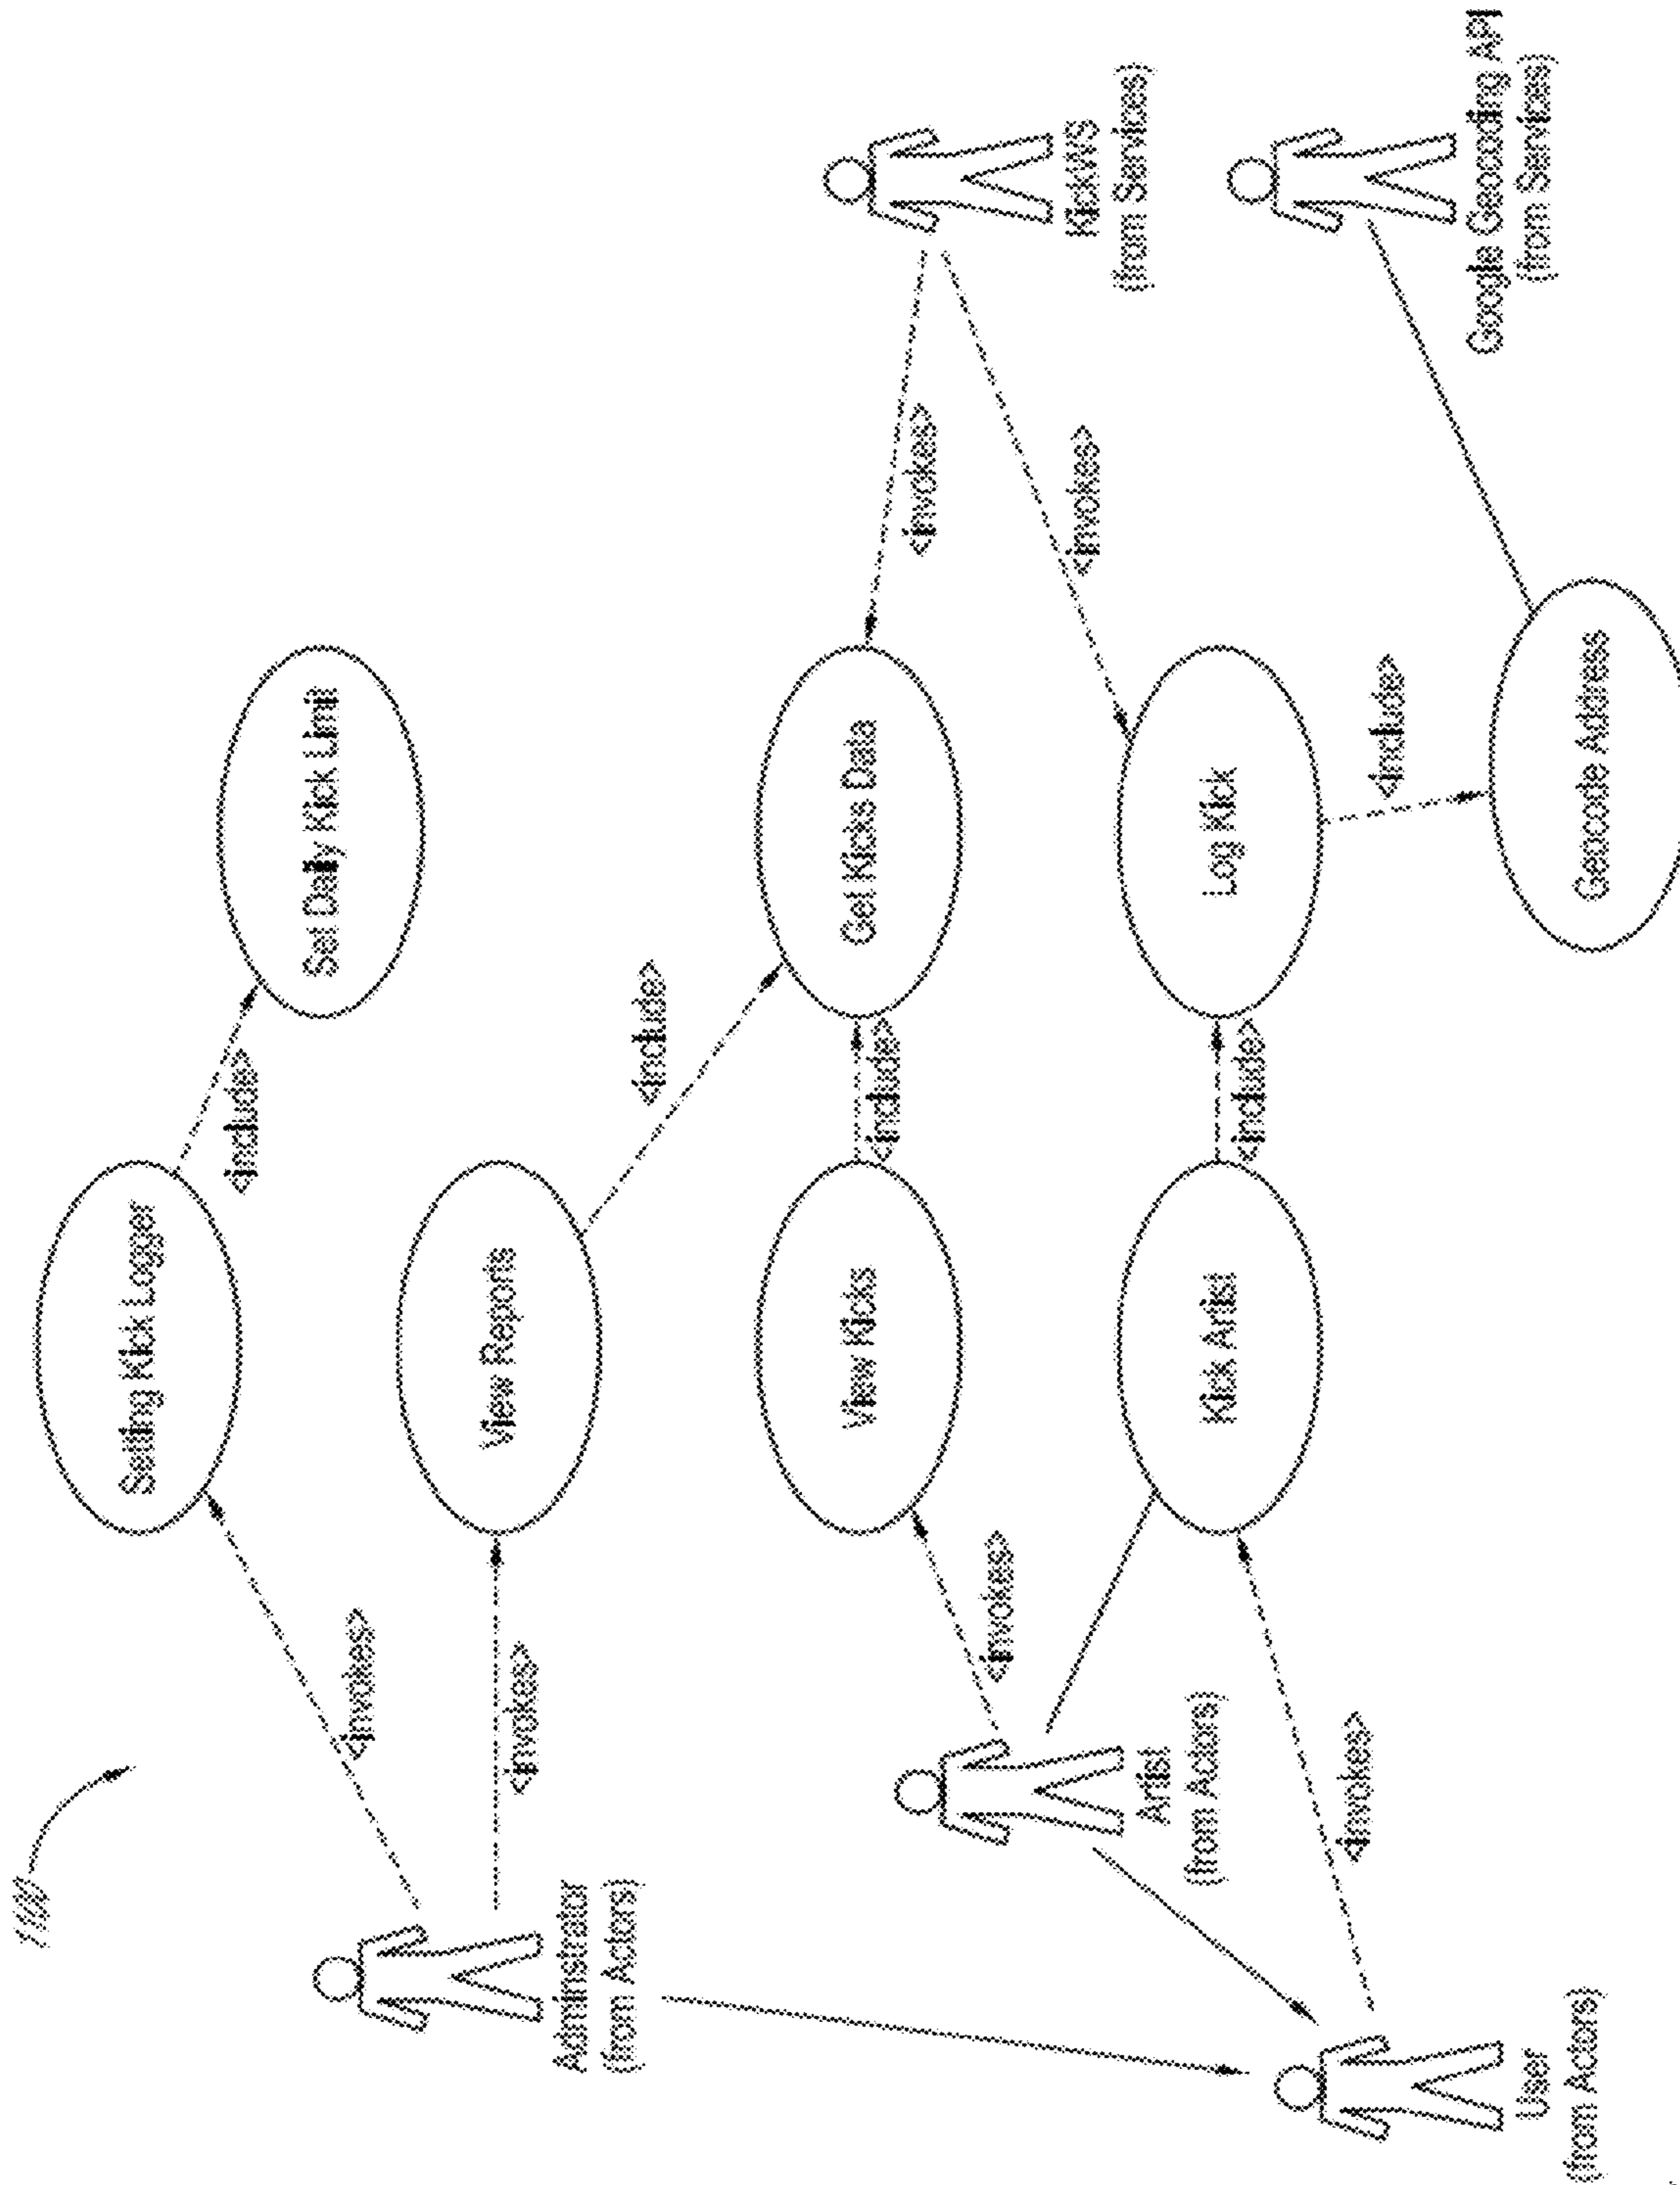 1100
Setting Kick Logger
Set Daily Kick Limit
<include>
<invokes>
Administrator
(from Actors)
<invokes>
View Reports
<include>
View Kicks
<include>
Get Kicks Data
<invokes>
KickWS
(from Services)
<invokes>
<invokes>
Artist
(from Actors)
Kick Artist
<include>
Log Kick
<include>
Geocode Address
Google Geocoding API
(from Services)
<invokes>
User
(from Actors)